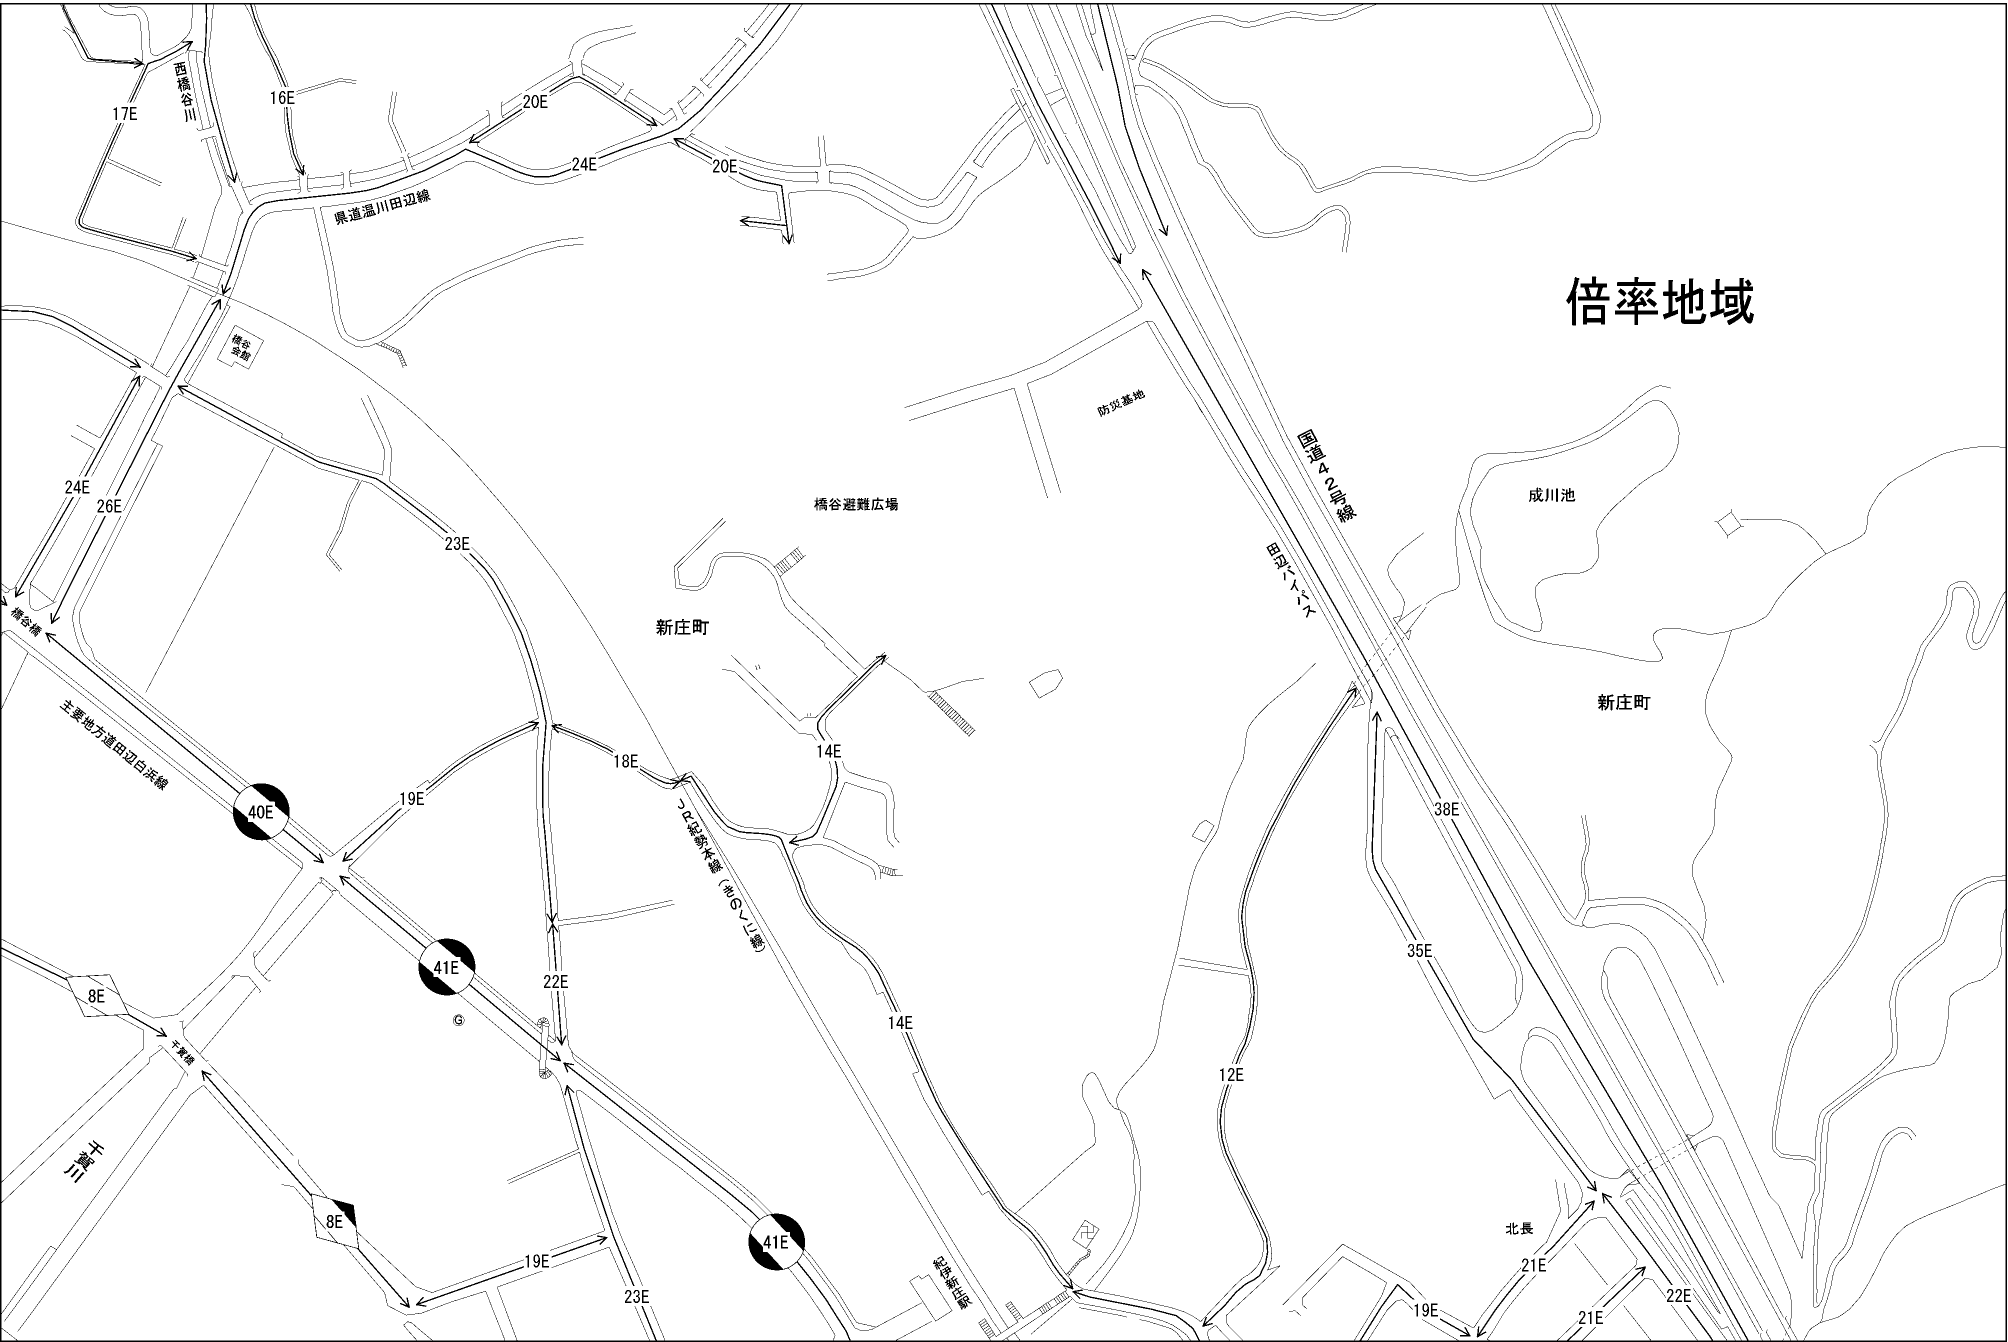 西橋谷川
17E
16E
20E
24E
20E
県道温川田辺線
倍率地域
橋谷
会館
防災基地
国道42号線
成川池
24E
26E
橋谷避難広場
23E
田辺バイパス
橋谷橋
新庄町
新庄町
主要地方道田辺白浜線
14E
18E
19E
40E
38E
JR紀勢本線(きのくに線)
35E
41E
22E
8E
G
14E
千賀橋
12E
千賀川
8E
北長
41E
19E
紀伊新庄駅
21E
23E
19E
22E
21E